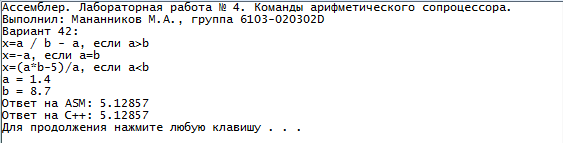 Ассемблер. Лабораторная работа № 4. Команды арифметического сопроцессора.
Выполнил: Мананников М.А., группа 6103-020302D
Вариант 42:
x=a / b - a, если a>b
x=-a, если a=b
x=(a*b-5)/a, если a<b
a = 1.4
b = 8.7
Ответ на ASM: 5.12857
Ответ на C++: 5.12857
Для продолжения нажмите любую клавишу . . .